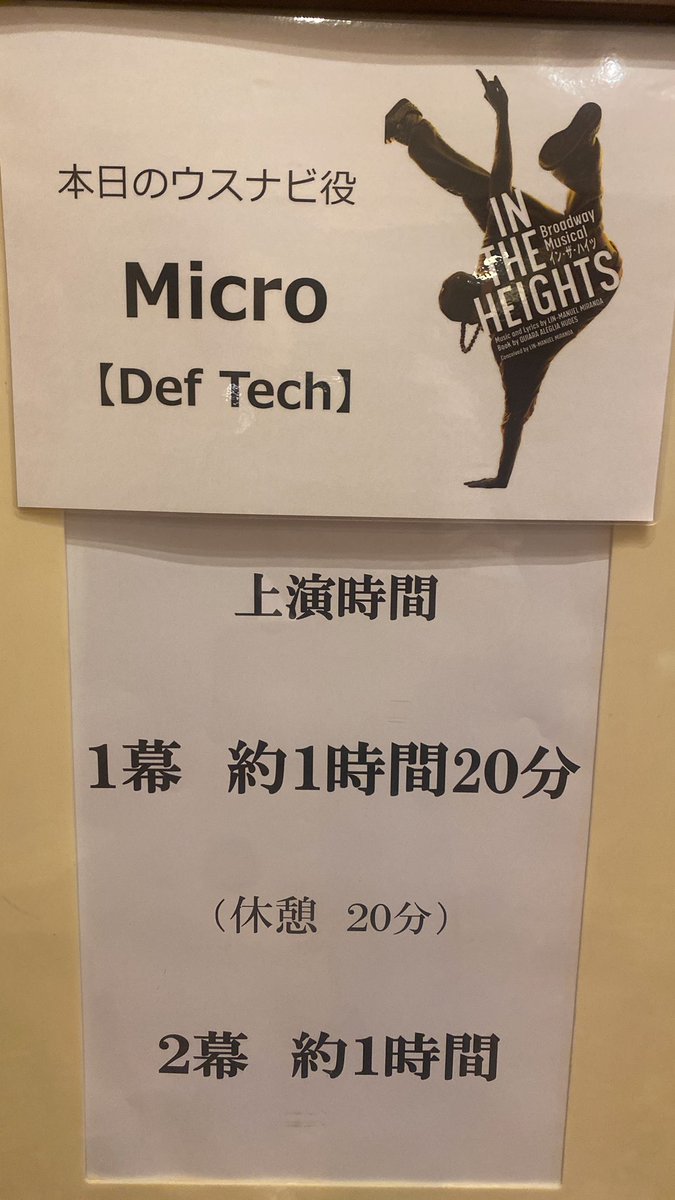 本日のウスナビ役
Micro
【Def Tech】
IN
THE
HEIGHTS
Broadway
Musical
イン・ザ・ハイツ
Music and Lyrics by LIN-MANUEL MIRANDA
Book by QUIARA ALEGRÍA HUDES
Conceived by LIN-MANUEL MIRANDA
上演時間
1幕 約1時間20分
（休憩 20分）
2幕 約1時間